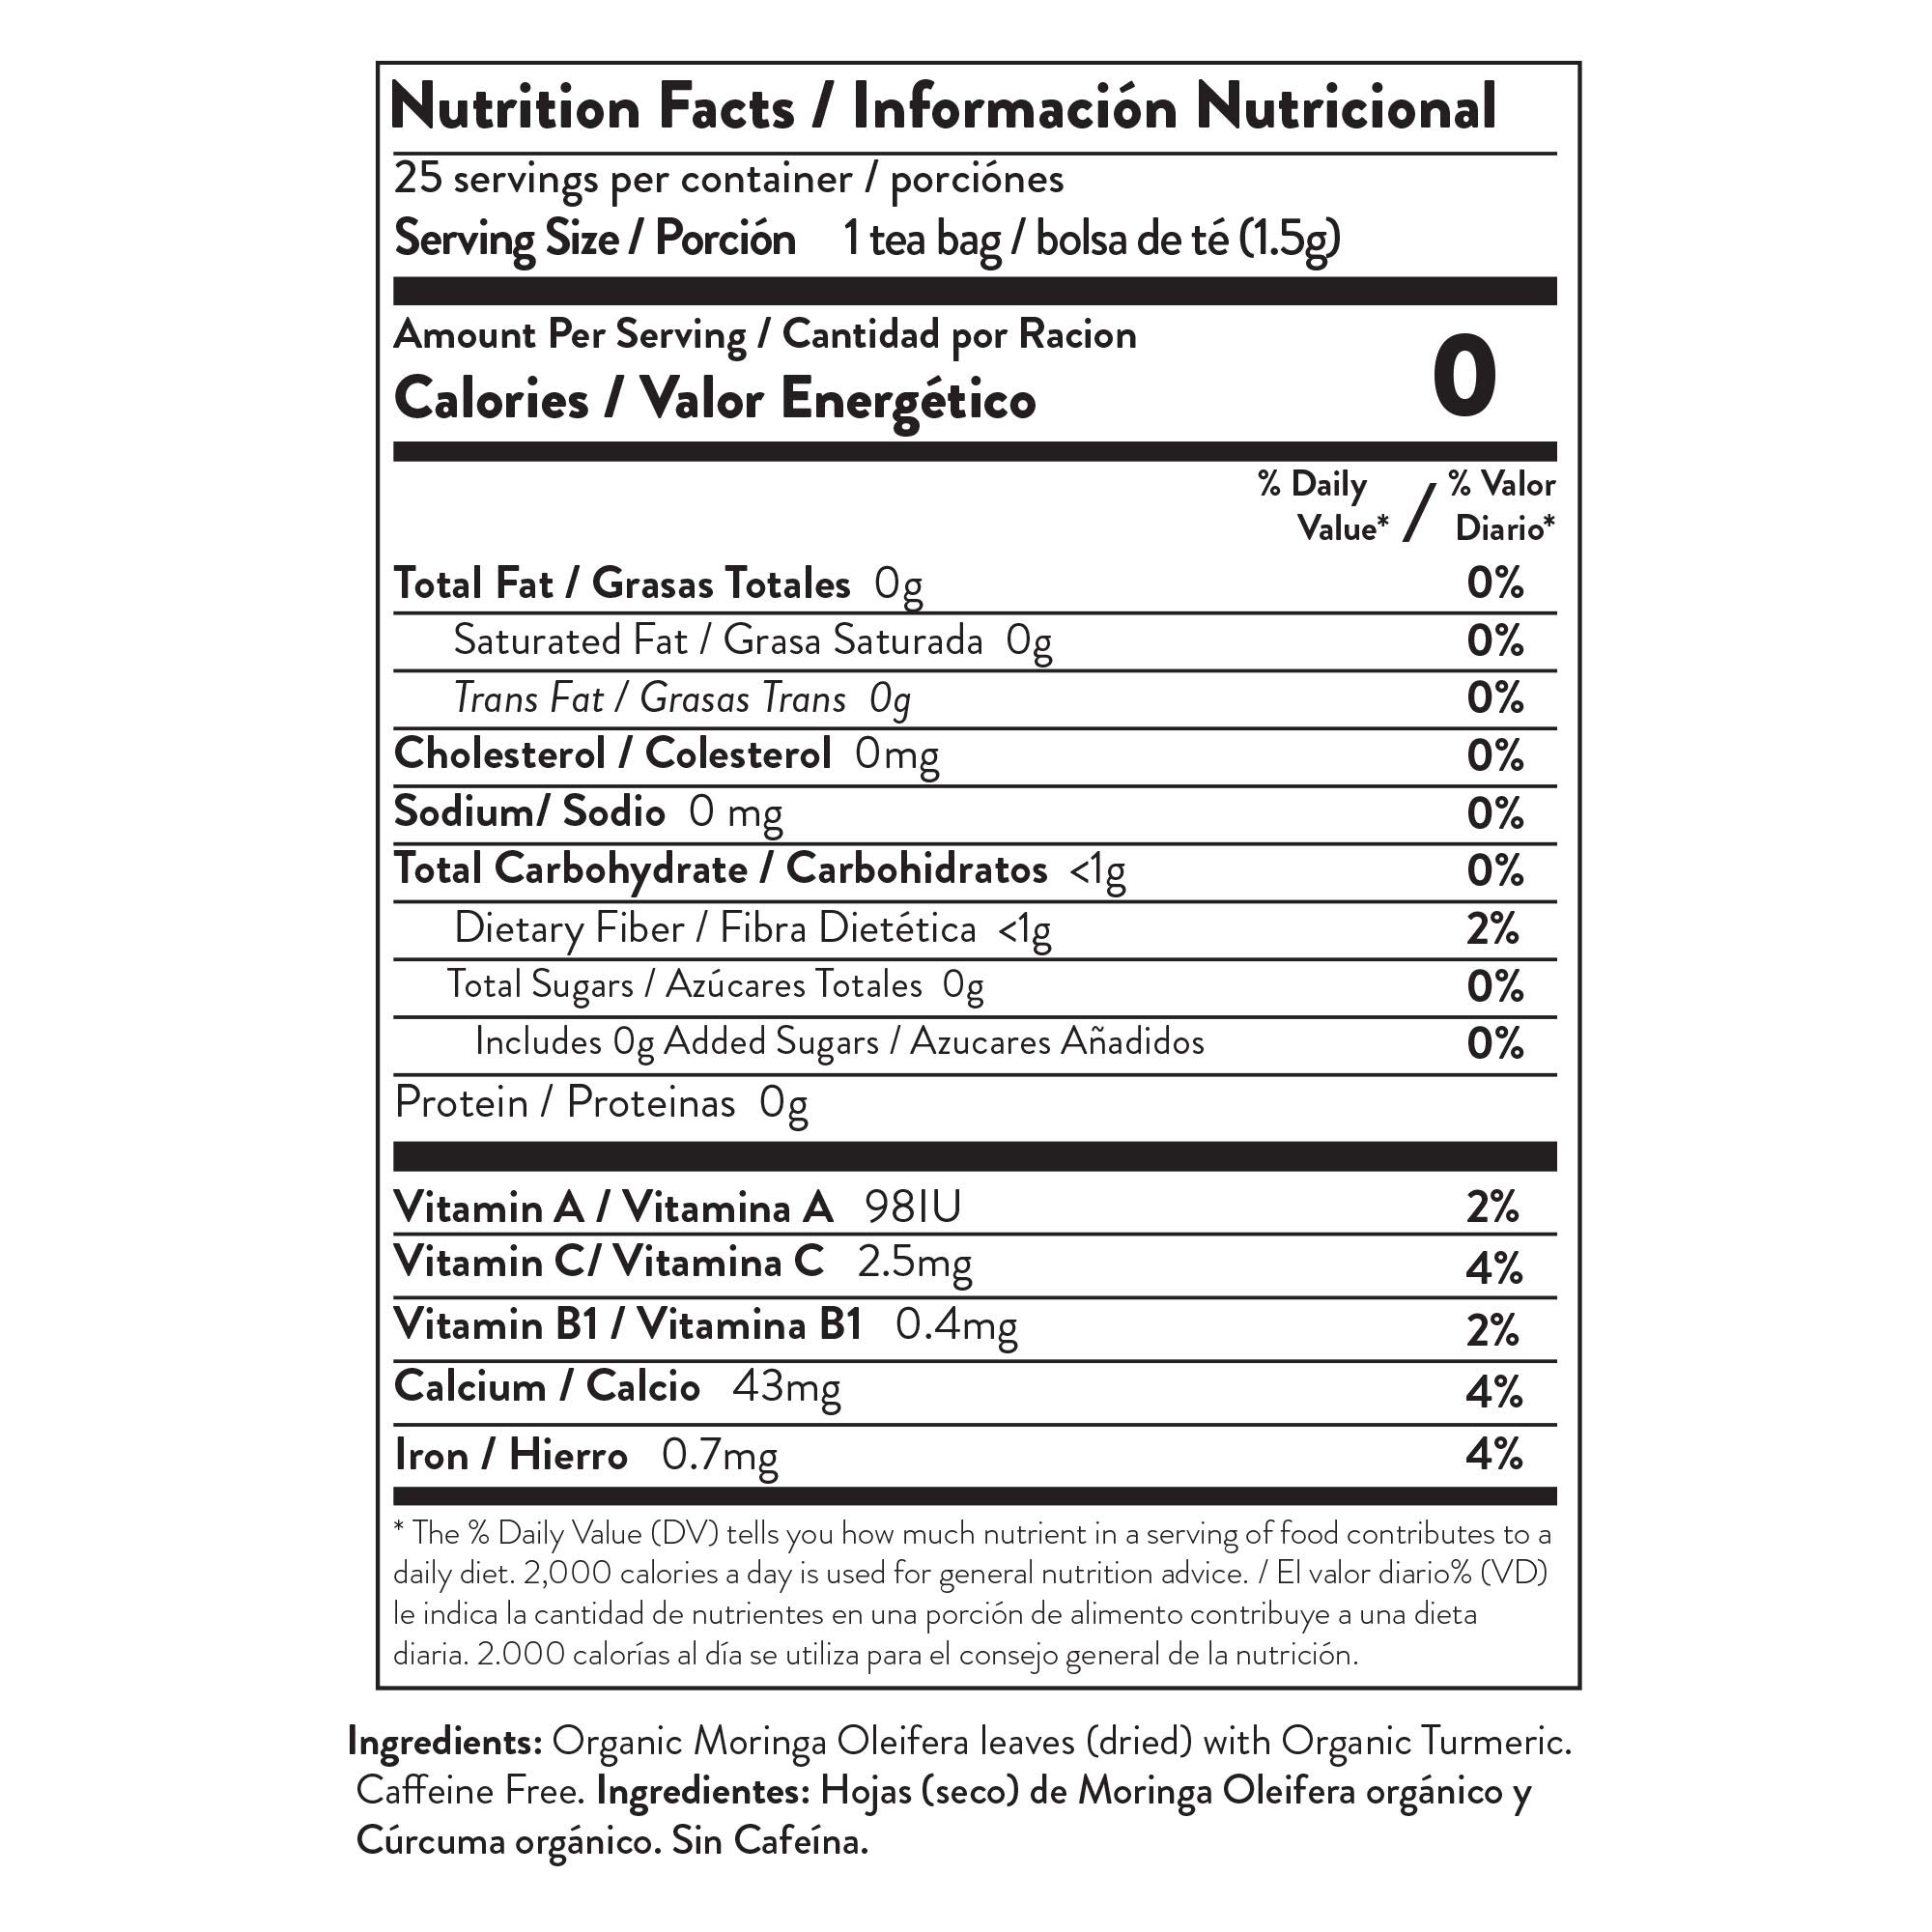 Nutrition Facts / Información Nutricional
25 servings per container / porciónes
Serving Size / Porción 1 tea bag / bolsa de té (1.5g)
Amount Per Serving / Cantidad por Racion
Calories / Valor Energético 0
% Daily Value* / % Valor Diario*
Total Fat / Grasas Totales 0g 0%
Saturated Fat / Grasa Saturada 0g 0%
Trans Fat / Grasas Trans 0g 0%
Cholesterol / Colesterol 0mg 0%
Sodium/ Sodio 0 mg 0%
Total Carbohydrate / Carbohidratos <1g 0%
Dietary Fiber / Fibra Dietética <1g 2%
Total Sugars / Azúcares Totales 0g 0%
Includes 0g Added Sugars / Azucares Añadidos 0%
Protein / Proteinas 0g
Vitamin A / Vitamina A 98IU 2%
Vitamin C/ Vitamina C 2.5mg 4%
Vitamin B1 / Vitamina B1 0.4mg 2%
Calcium / Calcio 43mg 4%
Iron / Hierro 0.7mg 4%
* The % Daily Value (DV) tells you how much nutrient in a serving of food contributes to a
daily diet. 2,000 calories a day is used for general nutrition advice. / El valor diario% (VD)
le indica la cantidad de nutrientes en una porción de alimento contribuye a una dieta
diaria. 2.000 calorías al día se utiliza para el consejo general de la nutrición.
Ingredients: Organic Moringa Oleifera leaves (dried) with Organic Turmeric.
Caffeine Free. Ingredientes: Hojas (seco) de Moringa Oleifera orgánico y
Cúrcuma orgánico. Sin Cafeína.